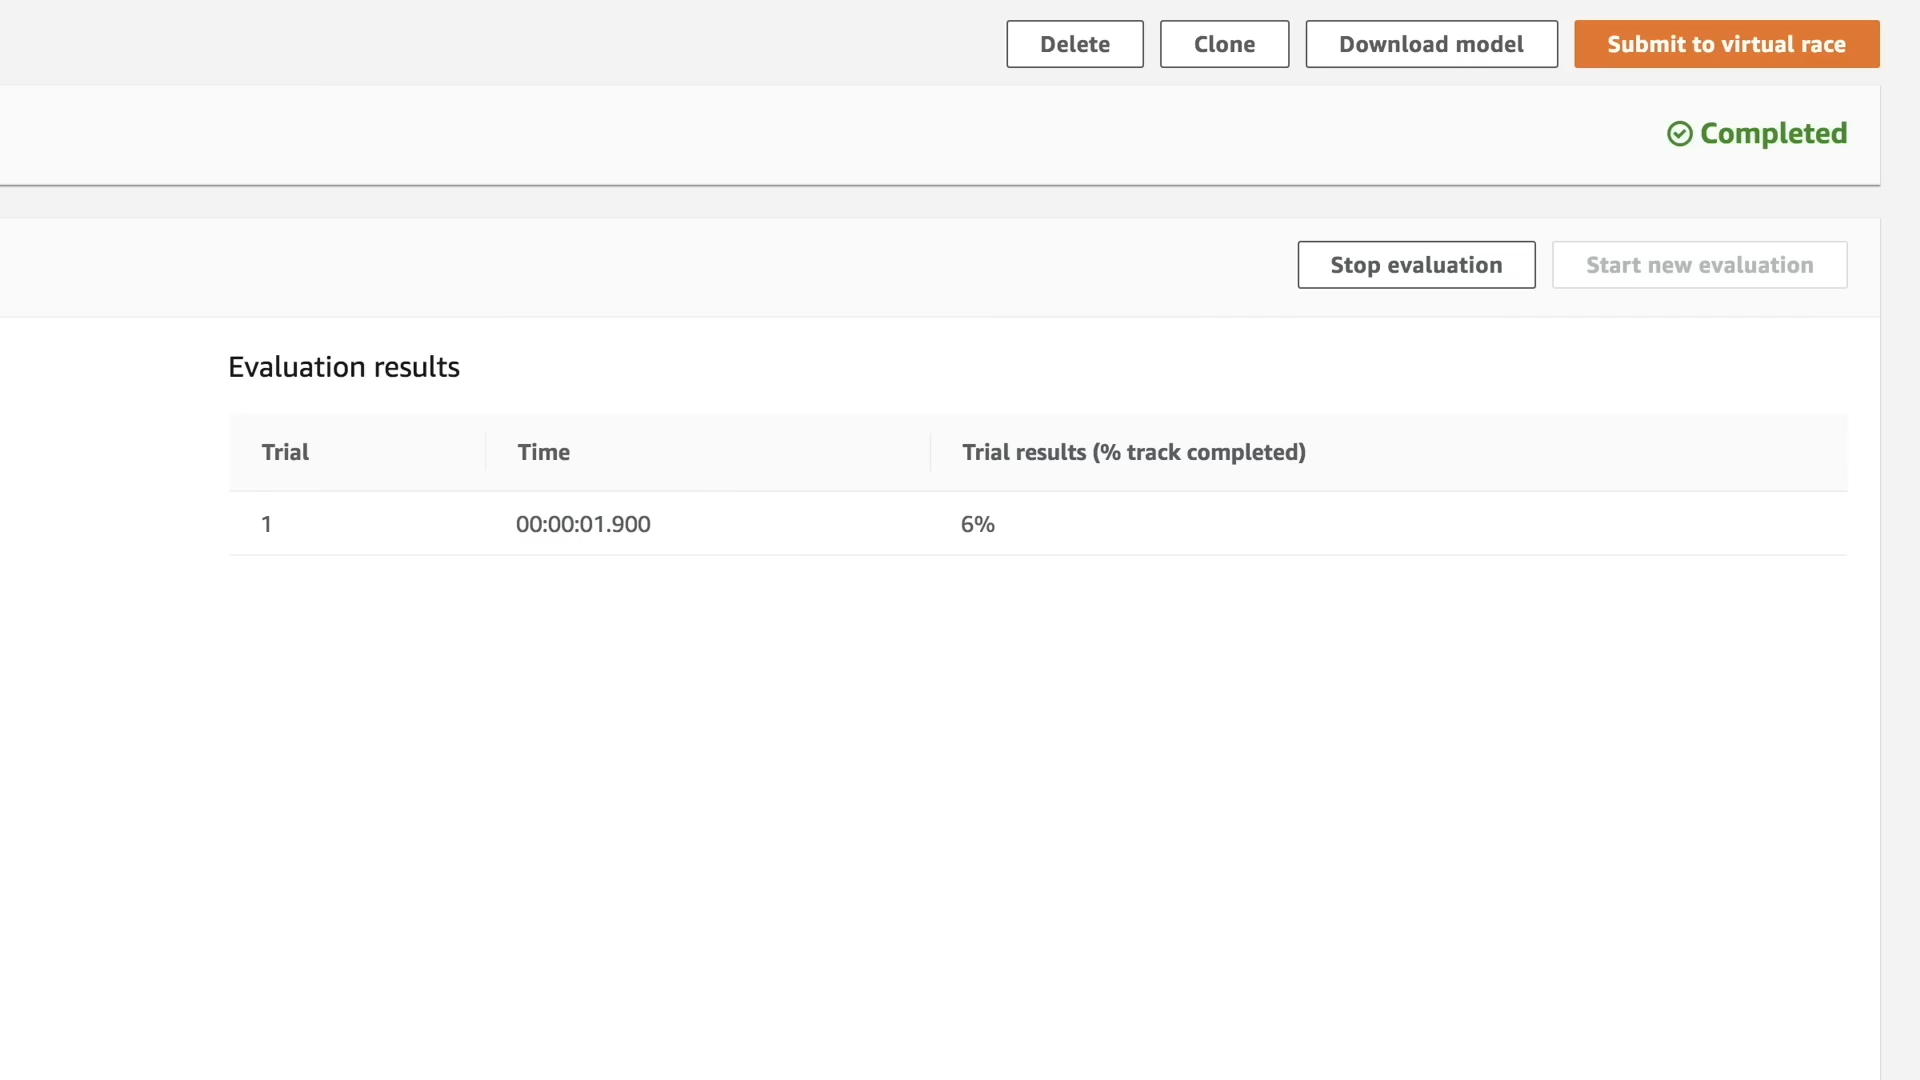 Delete Clone Download model Submit to virtual race
Completed
Stop evaluation Start new evaluation
Evaluation results
Trial Time Trial results (% track completed)
1 00:00:01.900 6%